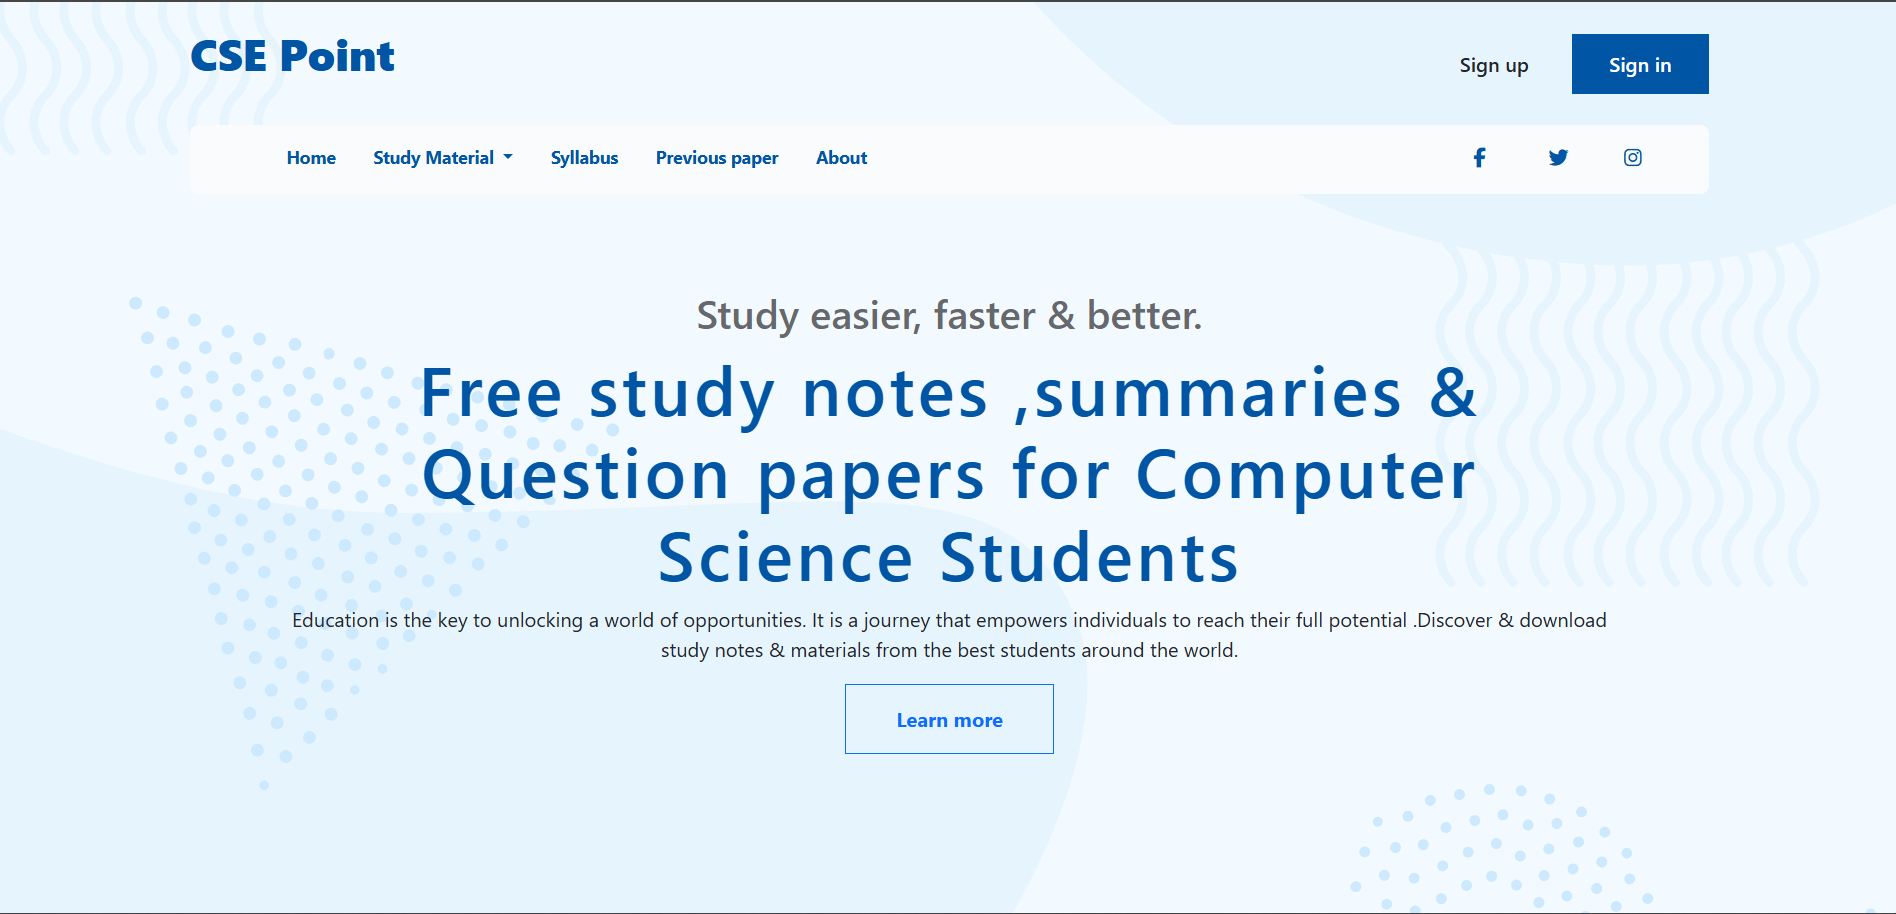 CSE Point
Sign up
Sign in
Home
Study Material
Syllabus
Previous paper
About
Study easier, faster & better.
Free study notes ,summaries &
Question papers for Computer
Science Students
Education is the key to unlocking a world of opportunities. It is a journey that empowers individuals to reach their full potential .Discover & download
study notes & materials from the best students around the world.
Learn more